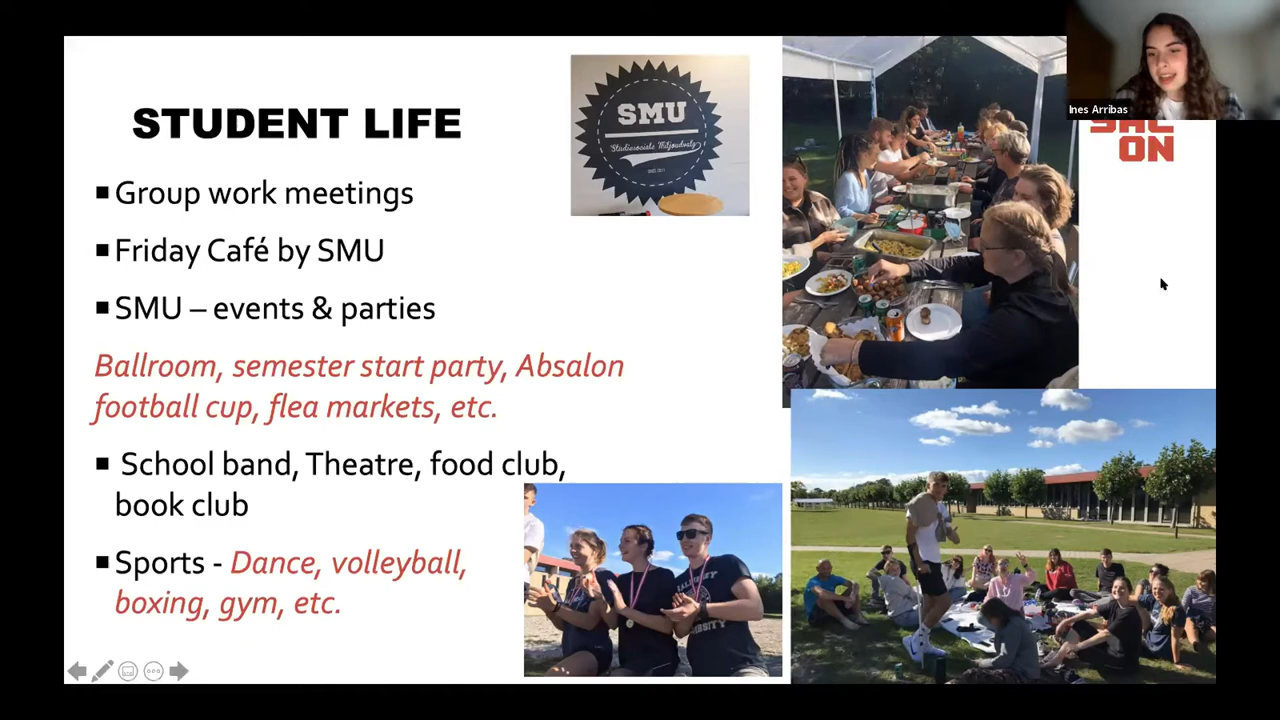 STUDENT LIFE
▪ Group work meetings
▪ Friday Café by SMU
▪ SMU – events & parties
Ballroom, semester start party, Absalon
football cup, flea markets, etc.
▪ School band, Theatre, food club,
book club
▪ Sports - Dance, volleyball,
boxing, gym, etc.
SMU
Studiesociale Miljøudvalg
Ines Arribas
ON